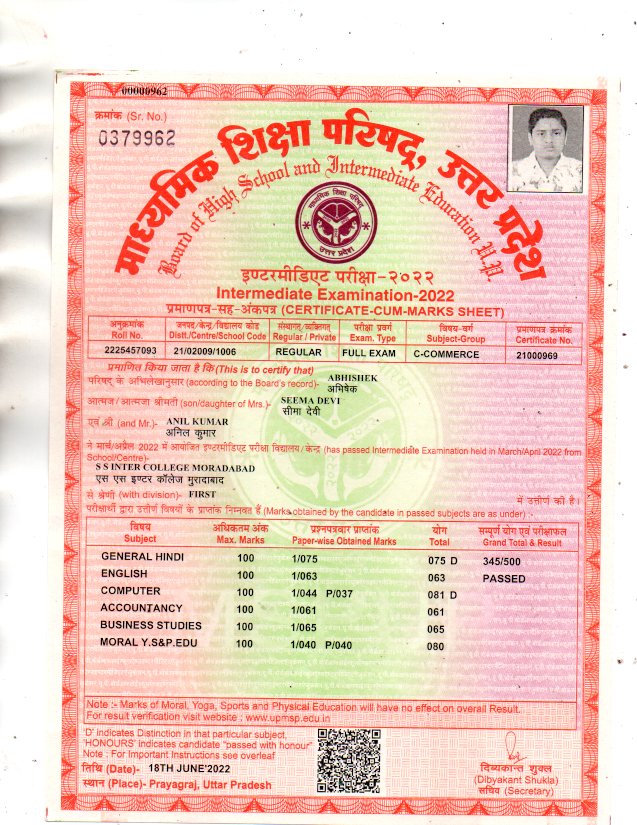 00000962
क्रमांक (Sr. No.)
0379962
माध्यमिक शिक्षा परिषद्, उत्तर प्रदेश
Board of High School and Intermediate Education U.P.
माध्यमिक शिक्षा परिषद
उत्तर प्रदेश
इण्टरमीडिएट परीक्षा-२०२२
Intermediate Examination-2022
प्रमाणपत्र-सह-अंकपत्र (CERTIFICATE-CUM-MARKS SHEET)
अनुक्रमांक जनपद/केन्द्र/विद्यालय कोड संस्थागत/व्यक्तिगत परीक्षा प्रवर्ग विषय-वर्ग प्रमाणपत्र क्रमांक
Roll No. Distt./Centre/School Code Regular / Private Exam. Type Subject-Group Certificate No.
2225457093 21/02009/1006 REGULAR FULL EXAM C-COMMERCE 21000969
प्रमाणित किया जाता है कि (This is to certify that)
परिषद् के अभिलेखानुसार (according to the Board's record)- ABHISHEK
अभिषेक
आत्मज / आत्मजा श्रीमती (son/daughter of Mrs.)- SEEMA DEVI
सीमा देवी
एवं श्री (and Mr.)- ANIL KUMAR
अनिल कुमार
ने मार्च/अप्रैल 2022 में आयोजित इण्टरमीडिएट परीक्षा विद्यालय / केन्द्र (has passed Intermediate Examination held in March/April 2022 from
School/Centre)-
S S INTER COLLEGE MORADABAD
एस एस इण्टर कॉलेज मुरादाबाद
से श्रेणी (with division)- FIRST में उत्तीर्ण की है।
परीक्षार्थी द्वारा उत्तीर्ण विषयों के प्राप्तांक निम्नवत हैं (Marks obtained by the candidate in passed subjects are as under) :-
विषय अधिकतम अंक प्रश्नपत्रवार प्राप्तांक योग सम्पूर्ण योग एवं परीक्षाफल
Subject Max. Marks Paper-wise Obtained Marks Total Grand Total & Result
GENERAL HINDI 100 1/075 075 D 345/500
ENGLISH 100 1/063 063 PASSED
COMPUTER 100 1/044 P/037 081 D
ACCOUNTANCY 100 1/061 061
BUSINESS STUDIES 100 1/065 065
MORAL Y.S&P.EDU 100 1/040 P/040 080
Note :- Marks of Moral, Yoga, Sports and Physical Education will have no effect on overall Result.
For result verification visit website ; www.upmsp.edu.in
'D' indicates Distinction in that particular subject,
'HONOURS' indicates candidate "passed with honour"
Note : For Important Instructions see overleaf
तिथि (Date)- 18TH JUNE'2022
स्थान (Place)- Prayagraj, Uttar Pradesh
दिव्यकान्त शुक्ल
(Dibyakant Shukla)
सचिव (Secretary)